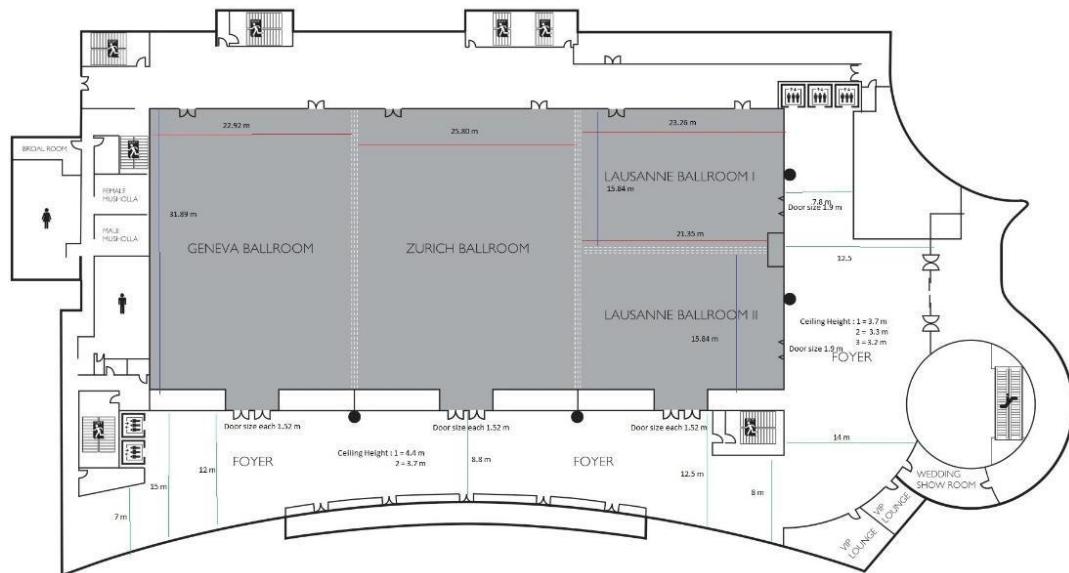 22.92 m
25.80 m
23.26 m
BRIDAL ROOM
LAUSANNE BALLROOM I
15.84 m
FEMALE
MUSHOLLA
7.8 m
Door size 1.9 m
31.89 m
MALE
MUSHOLLA
21.35 m
GENEVA BALLROOM
ZURICH BALLROOM
12.5
LAUSANNE BALLROOM II
Ceiling Height : 1 = 3.7 m
2 = 3.3 m
3 = 3.2 m
15.84 m
Door size 1.9 m
FOYER
Door size each 1.52 m
Door size each 1.52 m
Door size each 1.52 m
14 m
Ceiling Height : 1 = 4.4 m
2 = 3.7 m
FOYER
8.8 m
FOYER
12 m
12.5 m
15 m
8 m
7 m
WEDDING
SHOW ROOM
VIP
LOUNGE
VIP
LOUNGE